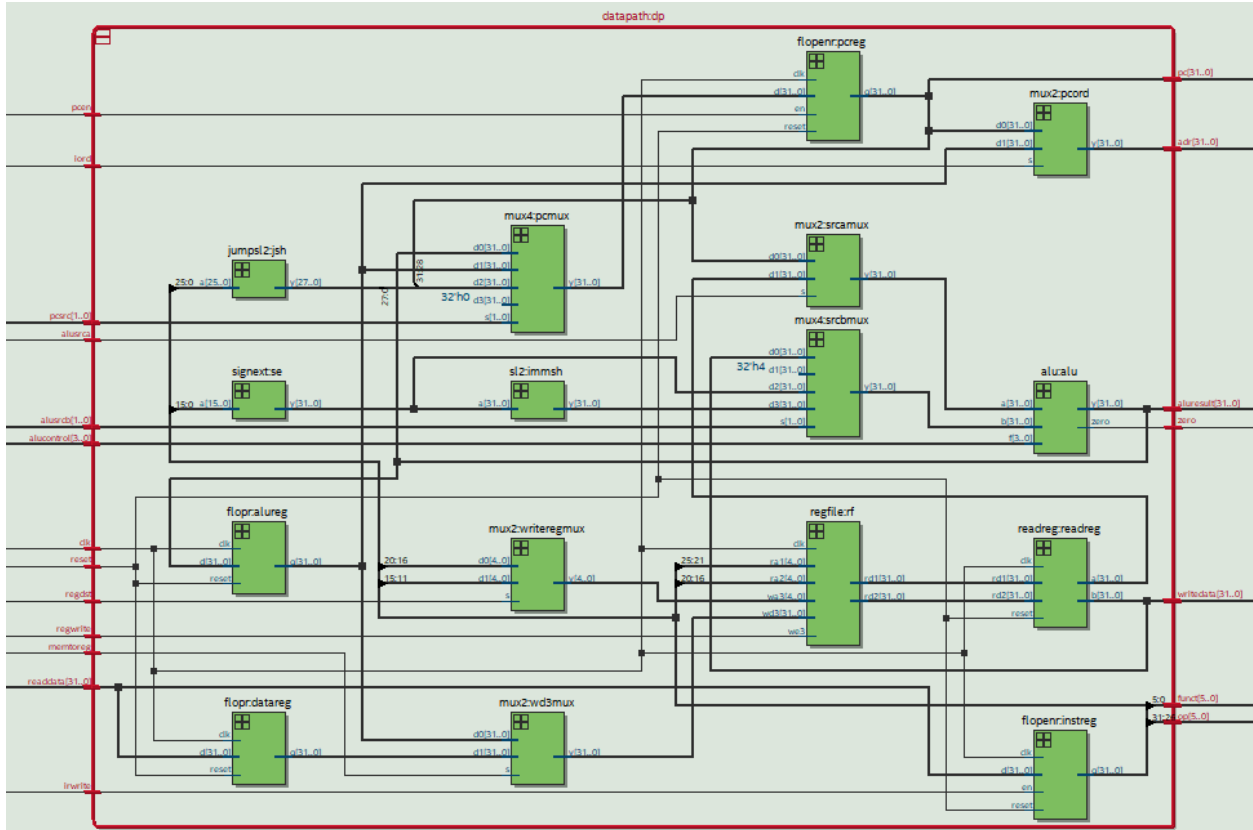 datapath:dp
flopenr:pcreg
clk
d[31..0]
q[31..0]
en
reset
pc[31..0]
mux2:pcord
d0[31..0]
d1[31..0]
y[31..0]
s
adr[31..0]
pcen
iord
mux4:pcmux
d0[31..0]
d1[31..0]
d2[31..0]
32'h0
d3[31..0]
s[1..0]
y[31..0]
31:28
27:0
jumpsl2:jsh
25:0
a[25..0]
y[27..0]
mux2:srcamux
d0[31..0]
d1[31..0]
y[31..0]
s
pcsrc[1..0]
alusrca
mux4:srcbmux
d0[31..0]
32'h4
d1[31..0]
d2[31..0]
y[31..0]
d3[31..0]
s[1..0]
signext:se
15:0
a[15..0]
y[31..0]
sl2:immsh
a[31..0]
y[31..0]
alu:alu
a[31..0]
y[31..0]
b[31..0]
zero
f[3..0]
aluresult[31..0]
zero
alusrcb[1..0]
alucontrol[3..0]
flopr:alureg
clk
d[31..0]
q[31..0]
reset
mux2:writeregmux
20:16
d0[4..0]
15:11
d1[4..0]
y[4..0]
s
regfile:rf
clk
25:21
ra1[4..0]
20:16
ra2[4..0]
rd1[31..0]
wa3[4..0]
rd2[31..0]
wd3[31..0]
we3
readreg:readreg
clk
rd1[31..0]
a[31..0]
rd2[31..0]
b[31..0]
reset
writedata[31..0]
clk
reset
regdst
regwrite
memtoreg
readdata[31..0]
flopr:datareg
clk
d[31..0]
q[31..0]
reset
mux2:wd3mux
d0[31..0]
d1[31..0]
y[31..0]
s
5:0
funct[5..0]
31:26
op[5..0]
flopenr:instreg
clk
d[31..0]
q[31..0]
en
reset
irwrite